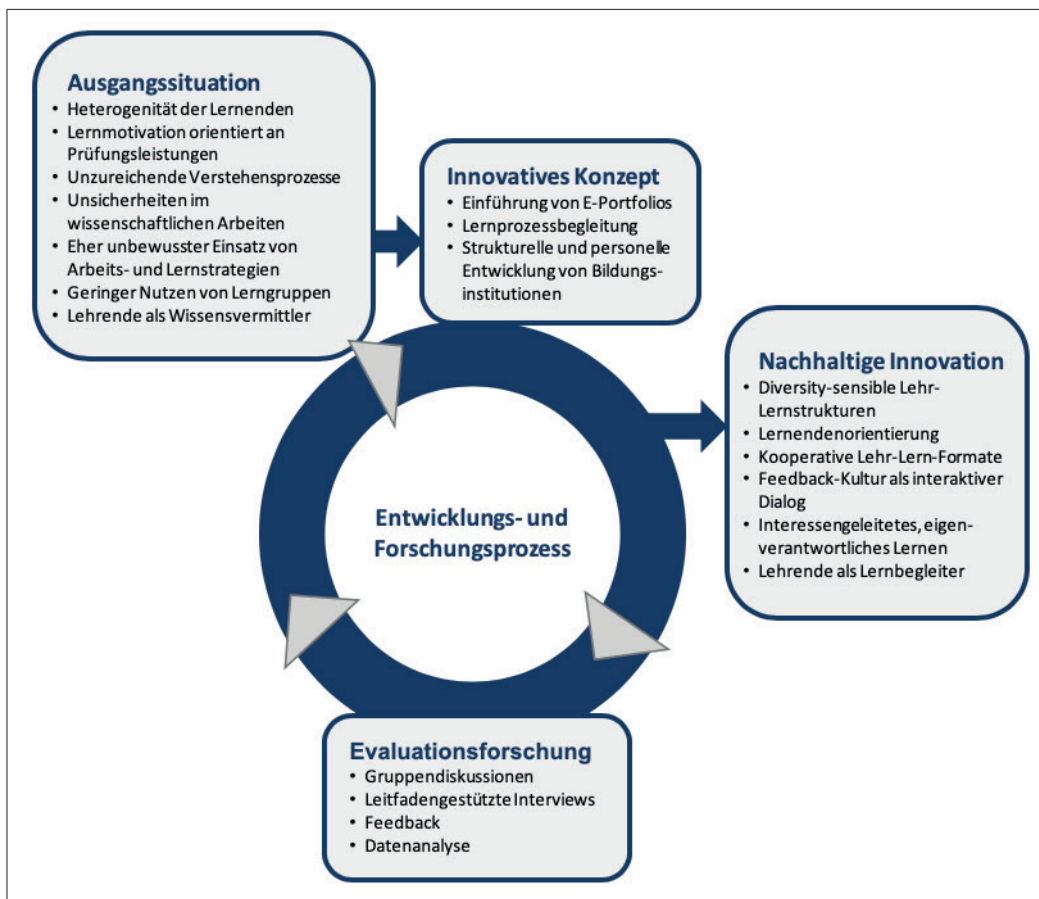 Ausgangssituation
• Heterogenität der Lernenden
• Lernmotivation orientiert an
Prüfungsleistungen
• Unzureichende Verstehensprozesse
• Unsicherheiten im
wissenschaftlichen Arbeiten
• Eher unbewusster Einsatz von
Arbeits- und Lernstrategien
• Geringer Nutzen von Lerngruppen
• Lehrende als Wissensvermittler
Innovatives Konzept
• Einführung von E-Portfolios
• Lernprozessbegleitung
• Strukturelle und personelle
Entwicklung von Bildungs-
institutionen
Nachhaltige Innovation
• Diversity-sensible Lehr-
Lernstrukturen
• Lernendenorientierung
• Kooperative Lehr-Lern-Formate
• Feedback-Kultur als interaktiver
Dialog
• Interessengeleitetes, eigen-
verantwortliches Lernen
• Lehrende als Lernbegleiter
Entwicklungs- und
Forschungsprozess
Evaluationsforschung
• Gruppendiskussionen
• Leitfadengestützte Interviews
• Feedback
• Datenanalyse